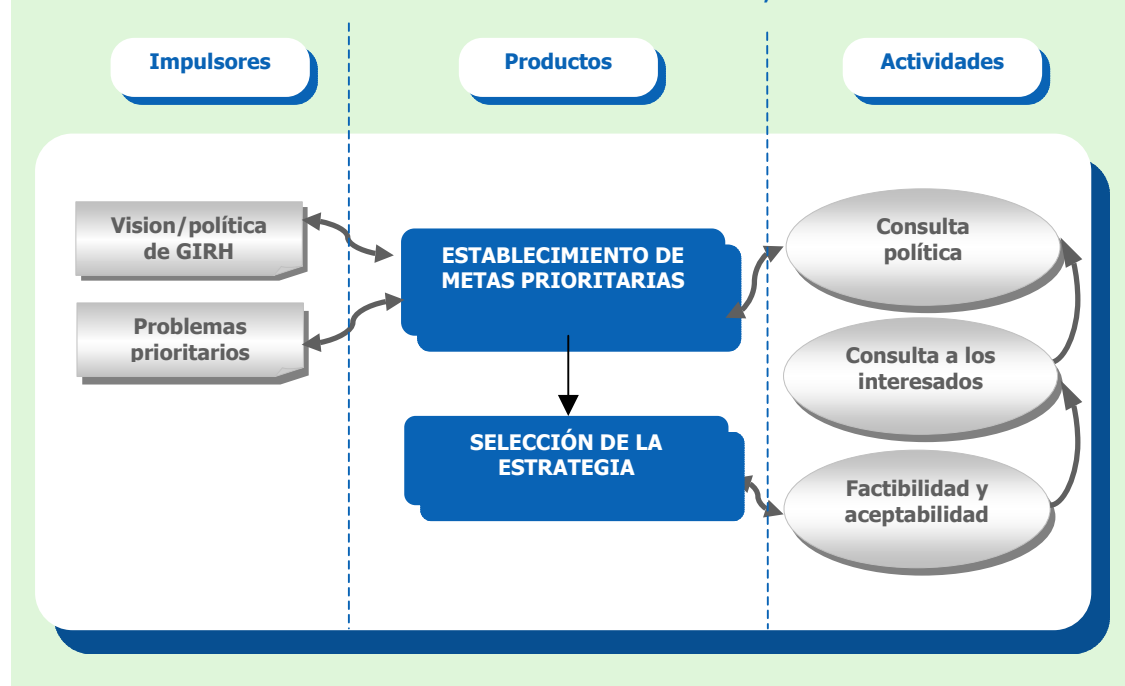 Impulsores
Productos
Actividades
Vision/política
de GIRH
Problemas
prioritarios
ESTABLECIMIENTO DE
METAS PRIORITARIAS
SELECCIÓN DE LA
ESTRATEGIA
Consulta
política
Consulta a los
interesados
Factibilidad y
aceptabilidad